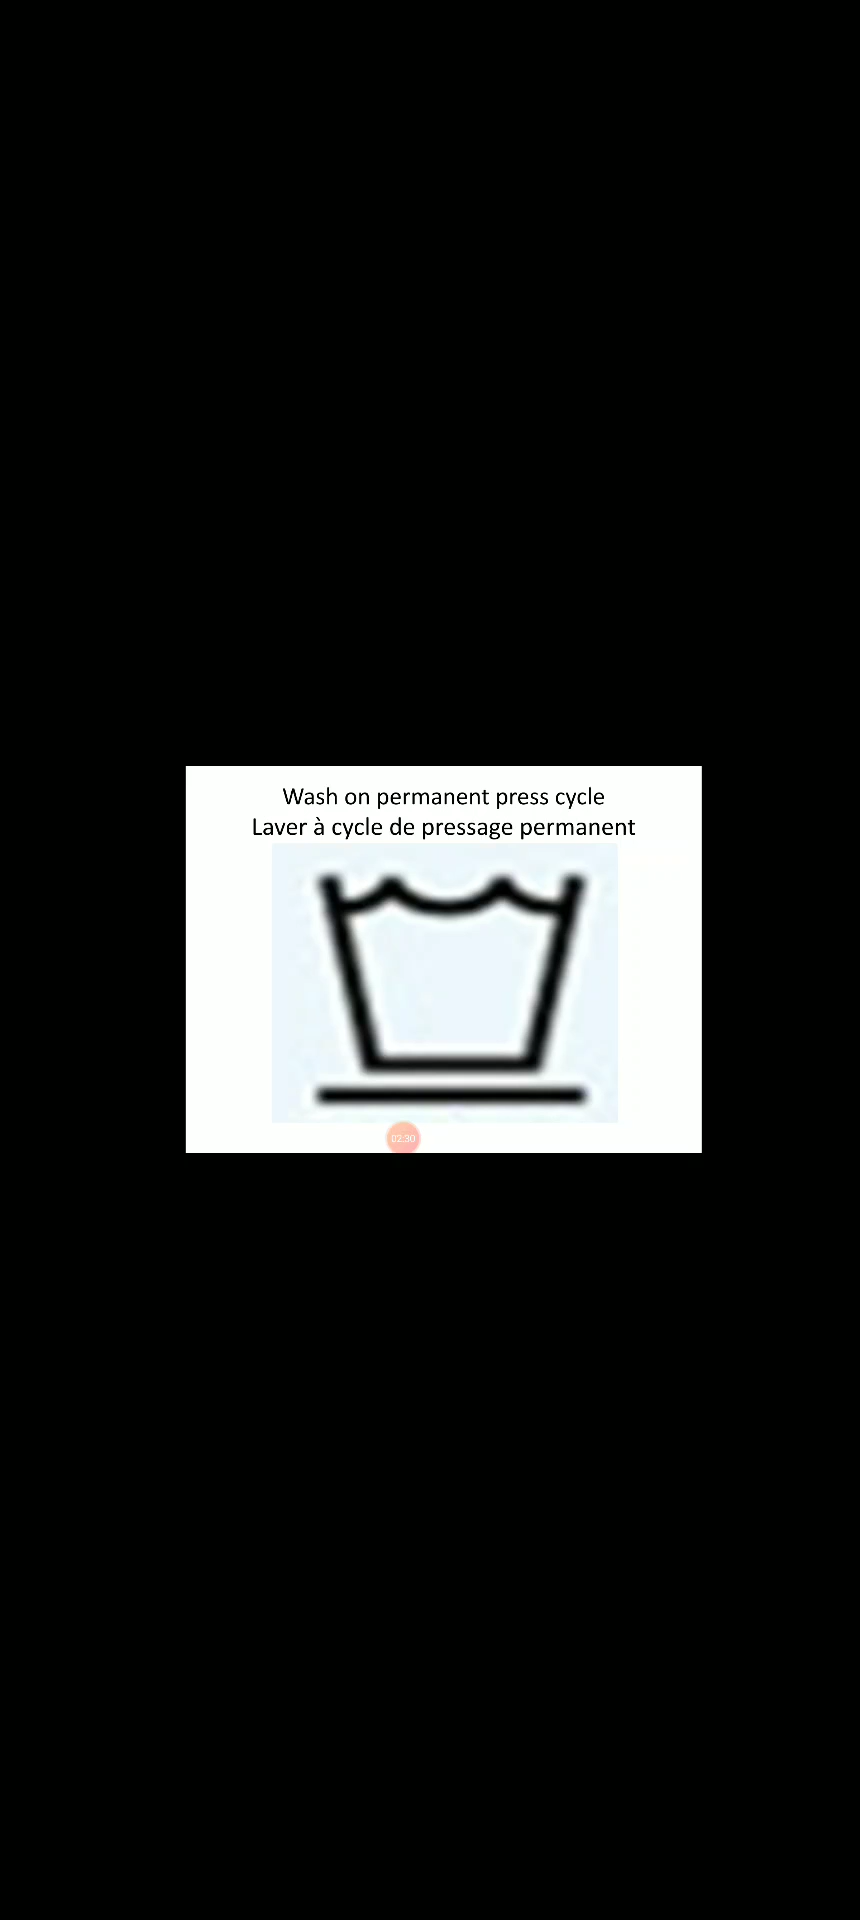 Wash on permanent press cycle
Laver à cycle de pressage permanent
02:30